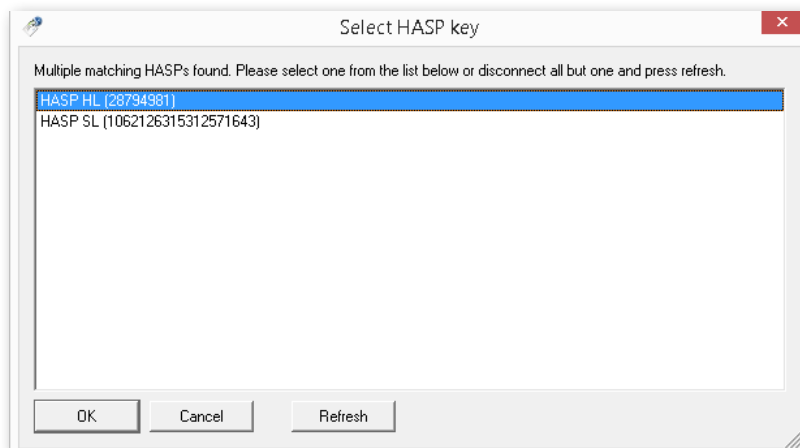 Select HASP key
Multiple matching HASPs found. Please select one from the list below or disconnect all but one and press refresh.
HASP HL (28794981)
HASP SL (1062126315312571643)
OK Cancel Refresh